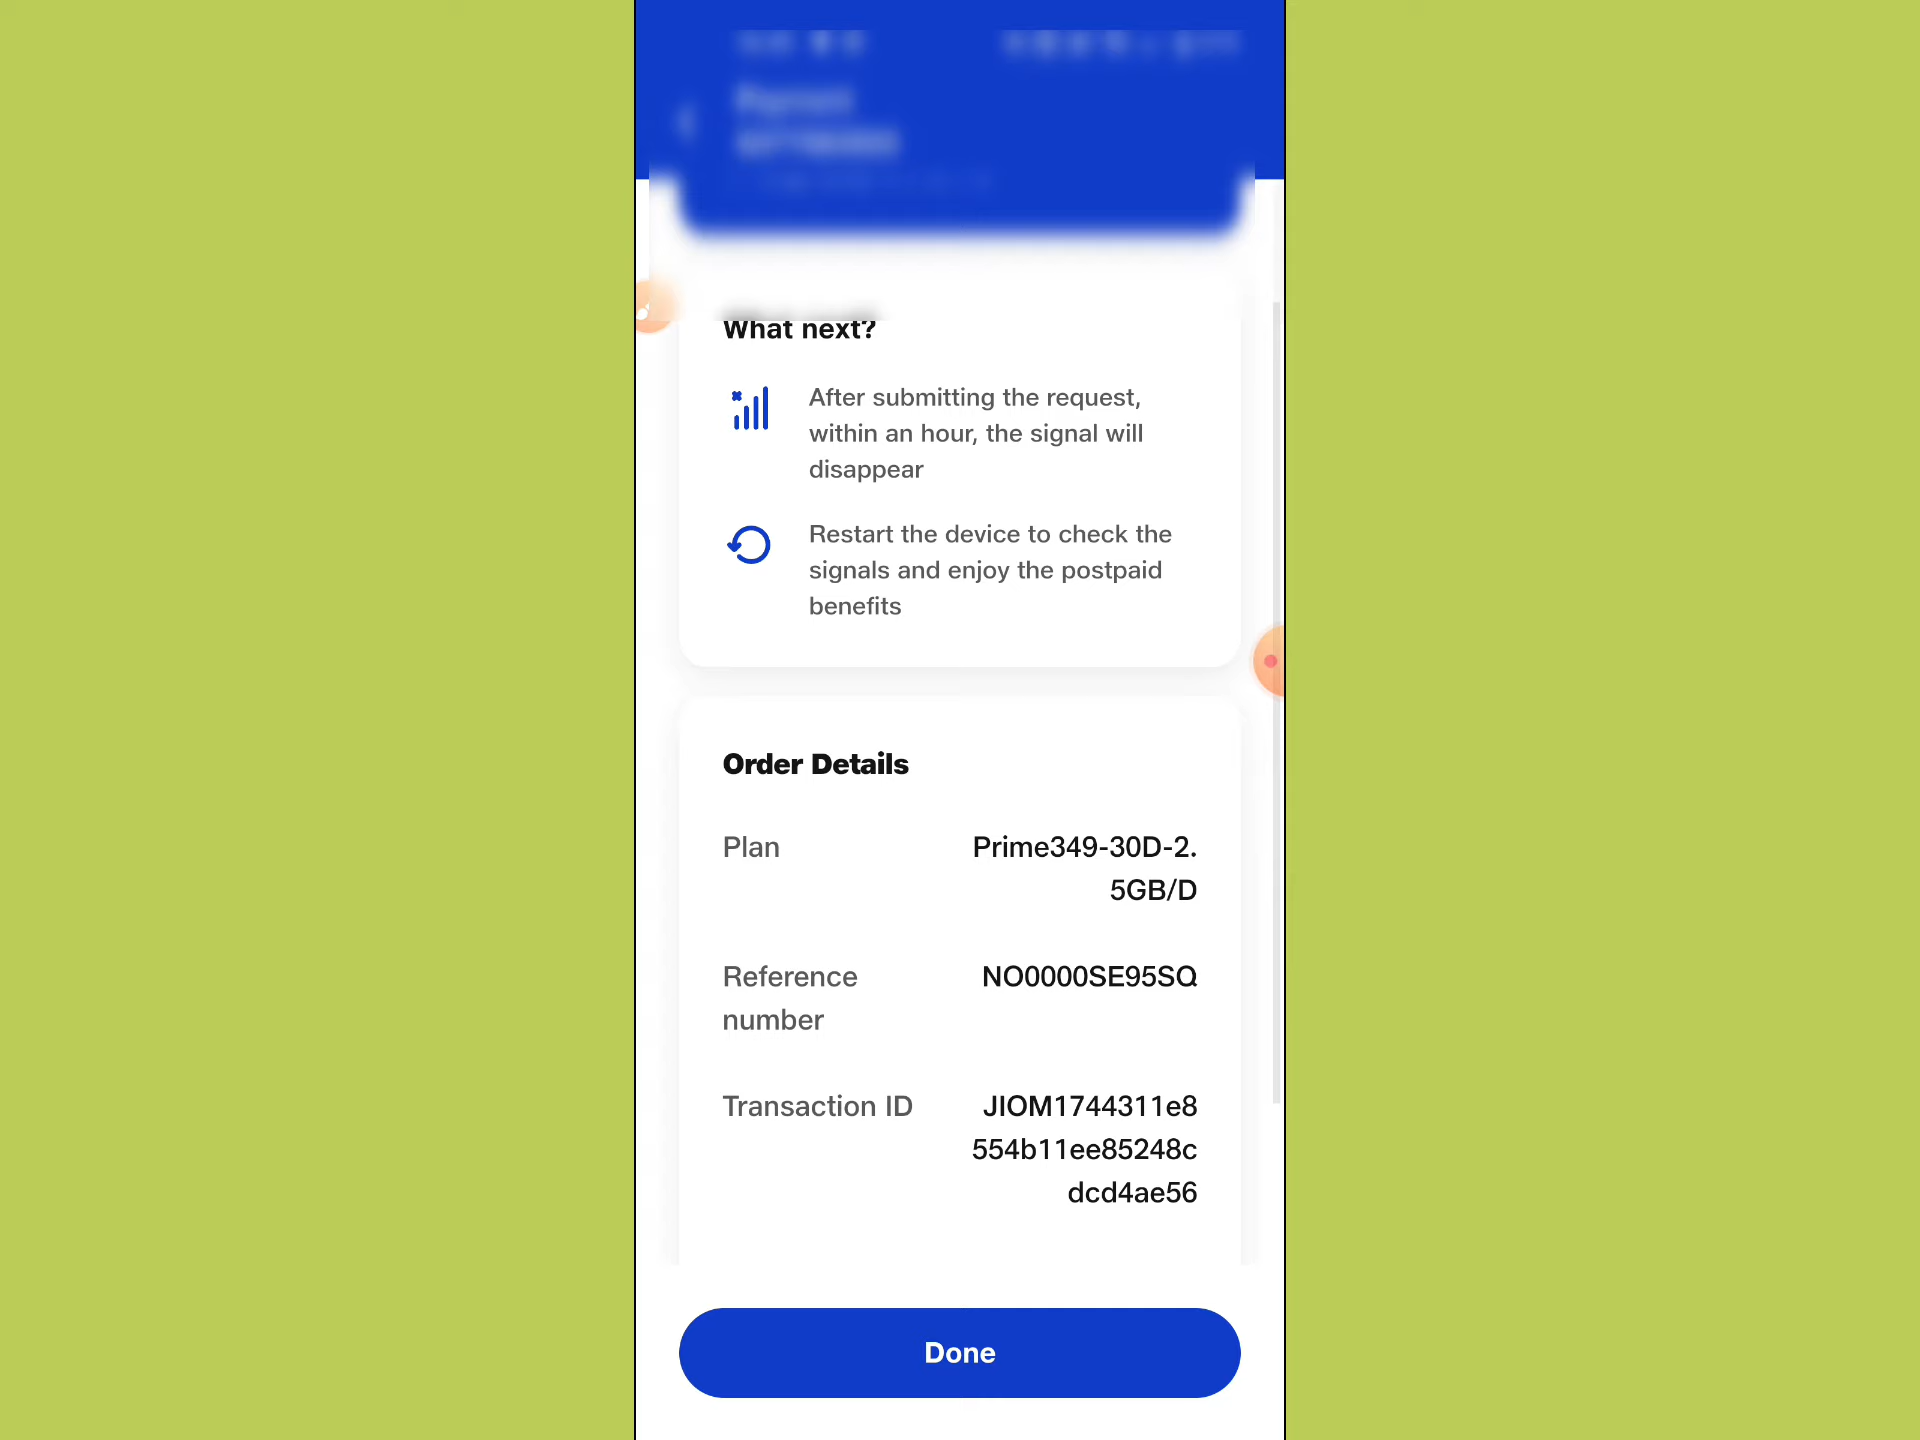 What next?
After submitting the request,
within an hour, the signal will
disappear
Restart the device to check the
signals and enjoy the postpaid
benefits
Order Details
Plan
Prime349-30D-2.
5GB/D
Reference
number
NO0000SE95SQ
Transaction ID
JIOM1744311e8
554b11ee85248c
dcd4ae56
Done